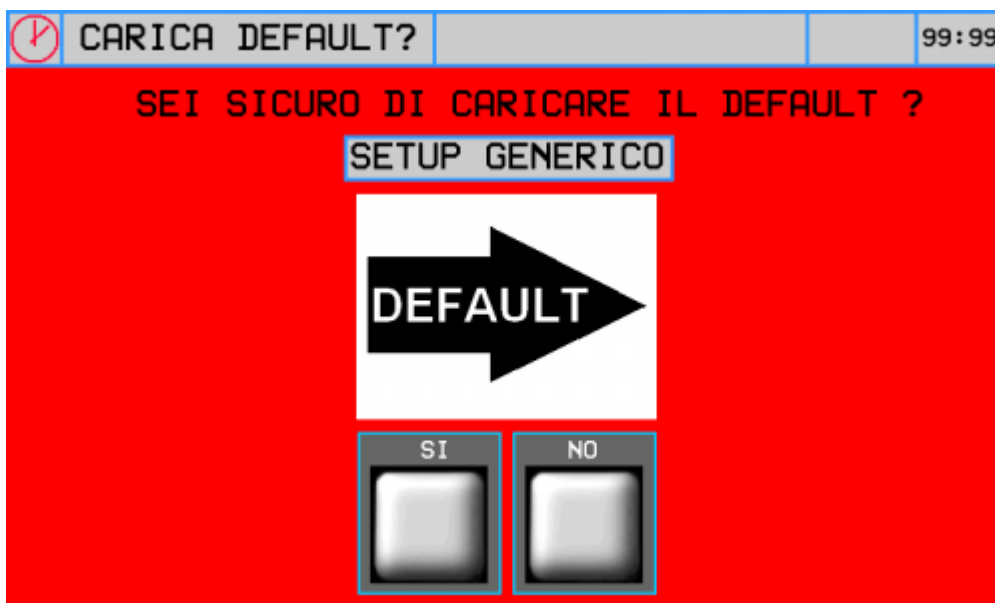 CARICA DEFAULT? 99:99
SEI SICURO DI CARICARE IL DEFAULT ?
SETUP GENERICO
DEFAULT
SI NO